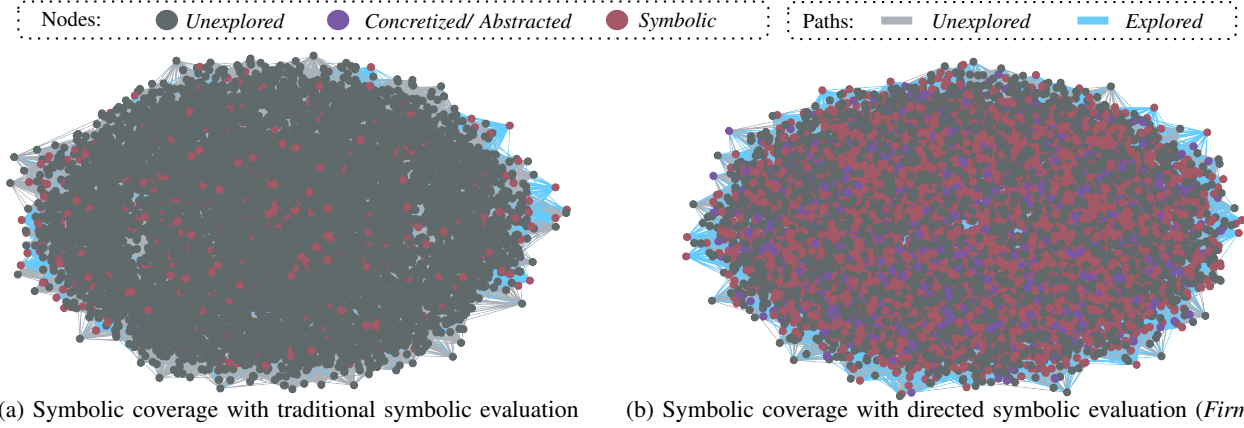 Nodes: Unexplored Concretized/ Abstracted Symbolic Paths: Unexplored Explored
(a) Symbolic coverage with traditional symbolic evaluation
(b) Symbolic coverage with directed symbolic evaluation (Firm